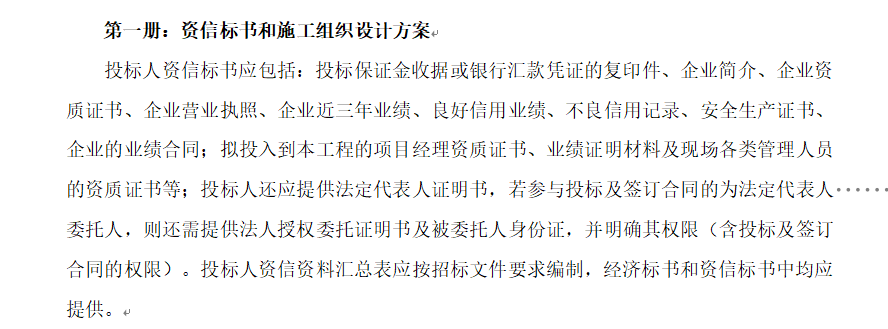 第一册：资信标书和施工组织设计方案
投标人资信标书应包括：投标保证金收据或银行汇款凭证的复印件、企业简介、企业资
质证书、企业营业执照、企业近三年业绩、良好信用业绩、不良信用记录、安全生产证书、
企业的业绩合同；拟投入到本工程的项目经理资质证书、业绩证明材料及现场各类管理人员
的资质证书等；投标人还应提供法定代表人证明书，若参与投标及签订合同的为法定代表人
委托人，则还需提供法人授权委托证明书及被委托人身份证，并明确其权限（含投标及签订
合同的权限）。投标人资信资料汇总表应按招标文件要求编制，经济标书和资信标书中均应
提供。